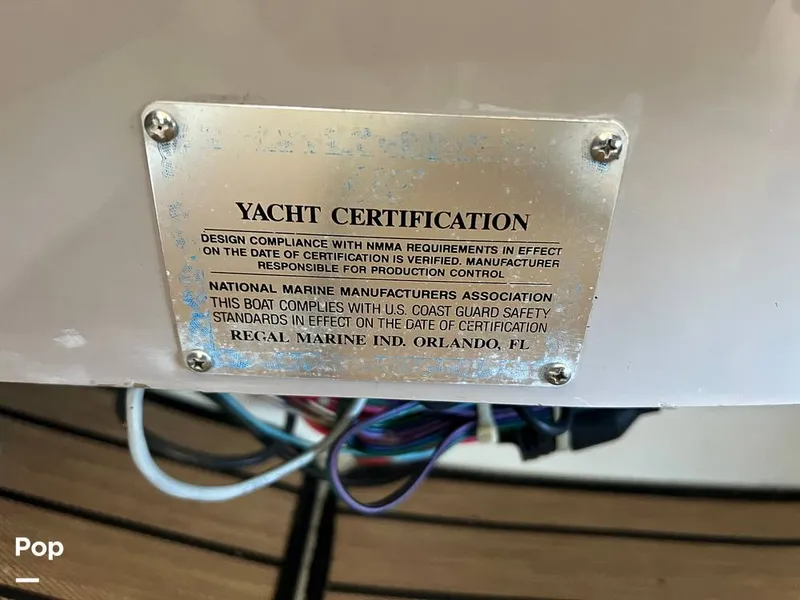 YACHT CERTIFICATION
DESIGN COMPLIANCE WITH NMMA REQUIREMENTS IN EFFECT
ON THE DATE OF CERTIFICATION IS VERIFIED. MANUFACTURER
RESPONSIBLE FOR PRODUCTION CONTROL
NATIONAL MARINE MANUFACTURERS ASSOCIATION
THIS BOAT COMPLIES WITH U.S. COAST GUARD SAFETY
STANDARDS IN EFFECT ON THE DATE OF CERTIFICATION
REGAL MARINE IND. ORLANDO, FL
Pop